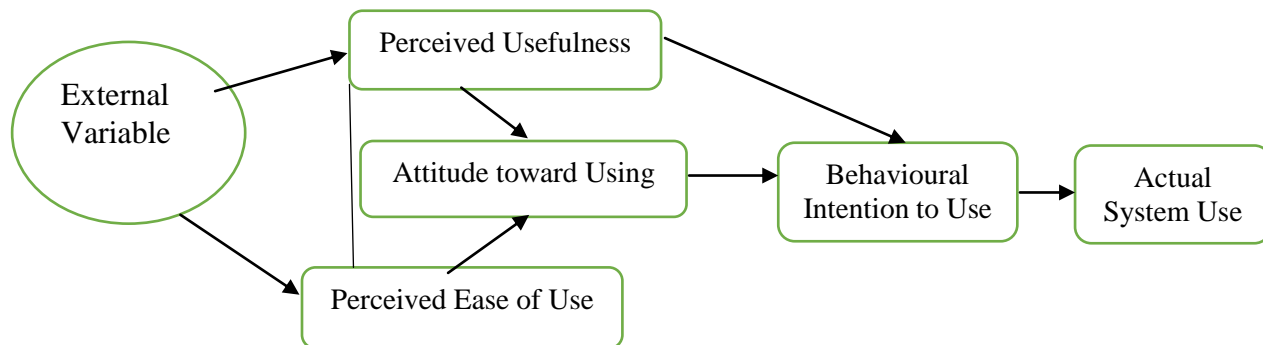 External
Variable
Perceived Usefulness
Attitude toward Using
Perceived Ease of Use
Behavioural
Intention to Use
Actual
System Use